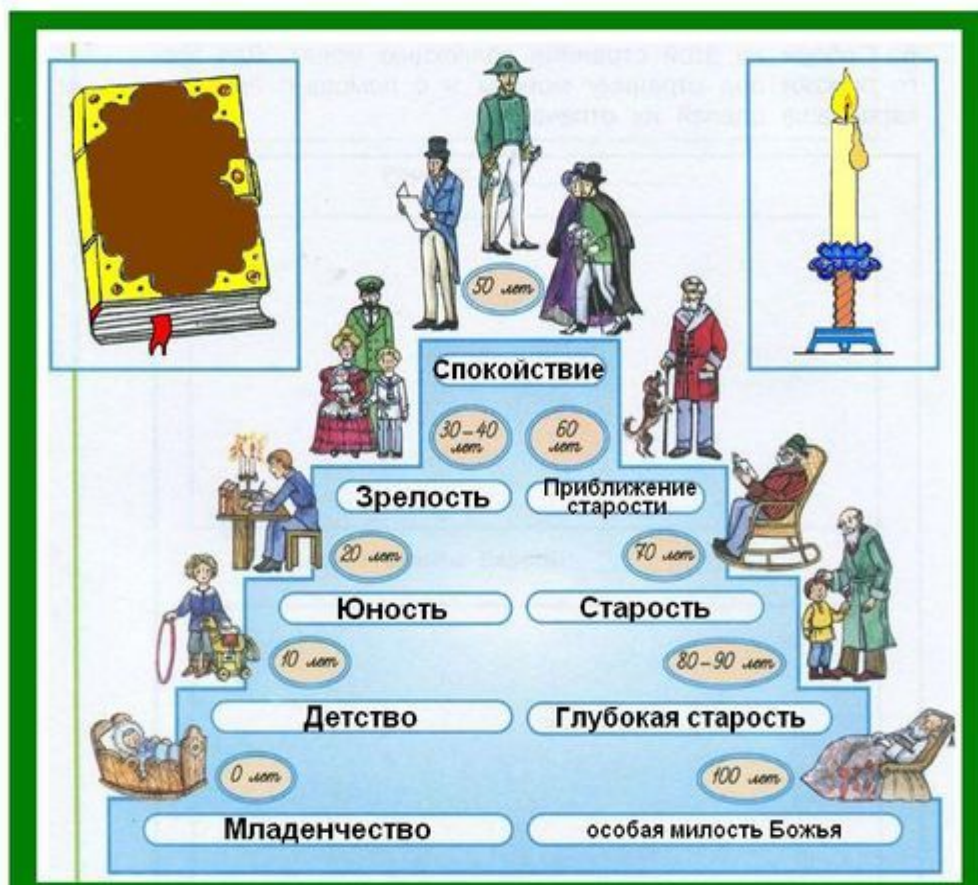 50 лет
Спокойствие
30-40
лет
60
лет
Зрелость
Приближение
старости
20 лет
70 лет
Юность
Старость
10 лет
80-90 лет
Детство
Глубокая старость
0 лет
100 лет
Младенчество
особая милость Божья